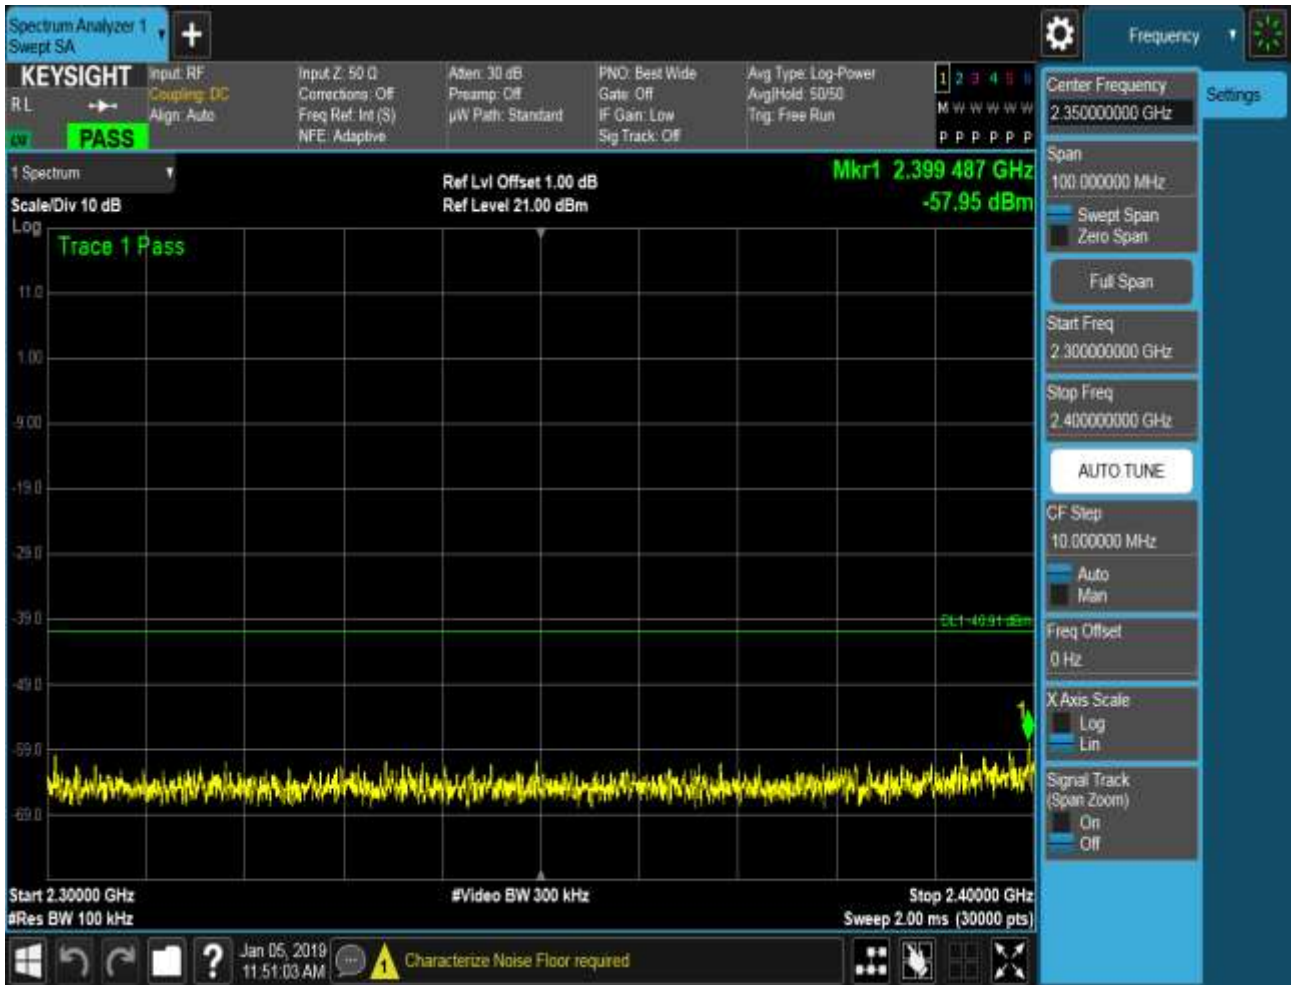 Spectrum Analyzer 1
Swept SA
Frequency
KEYSIGHT
R L
PASS
Input: RF
Coupling: DC
Align: Auto
Input Z: 50 Ω
Corrections: Off
Freq Ref: Int (S)
NFE: Adaptive
Atten: 30 dB
Preamp: Off
µW Path: Standard
PNO: Best Wide
Gate: Off
IF Gain: Low
Sig Track: Off
Avg Type: Log-Power
Avg|Hold: 50/50
Trig: Free Run
1 2 3 4 5 6
M W W W W W
P P P P P P
1 Spectrum
Scale/Div 10 dB
Log
Ref Lvl Offset 1.00 dB
Ref Level 21.00 dBm
Mkr1 2.399 487 GHz
-57.95 dBm
Trace 1 Pass
11.0
1.00
-9.00
-19.0
-29.0
-39.0
DL1 -40.91 dBm
-49.0
1
-59.0
-69.0
Start 2.30000 GHz
#Res BW 100 kHz
#Video BW 300 kHz
Stop 2.40000 GHz
Sweep 2.00 ms (30000 pts)
Center Frequency
2.350000000 GHz
Settings
Span
100.000000 MHz
Swept Span
Zero Span
Full Span
Start Freq
2.300000000 GHz
Stop Freq
2.400000000 GHz
AUTO TUNE
CF Step
10.000000 MHz
Auto
Man
Freq Offset
0 Hz
X Axis Scale
Log
Lin
Signal Track
(Span Zoom)
On
Off
?
Jan 05, 2019
11:51:03 AM
1
Characterize Noise Floor required